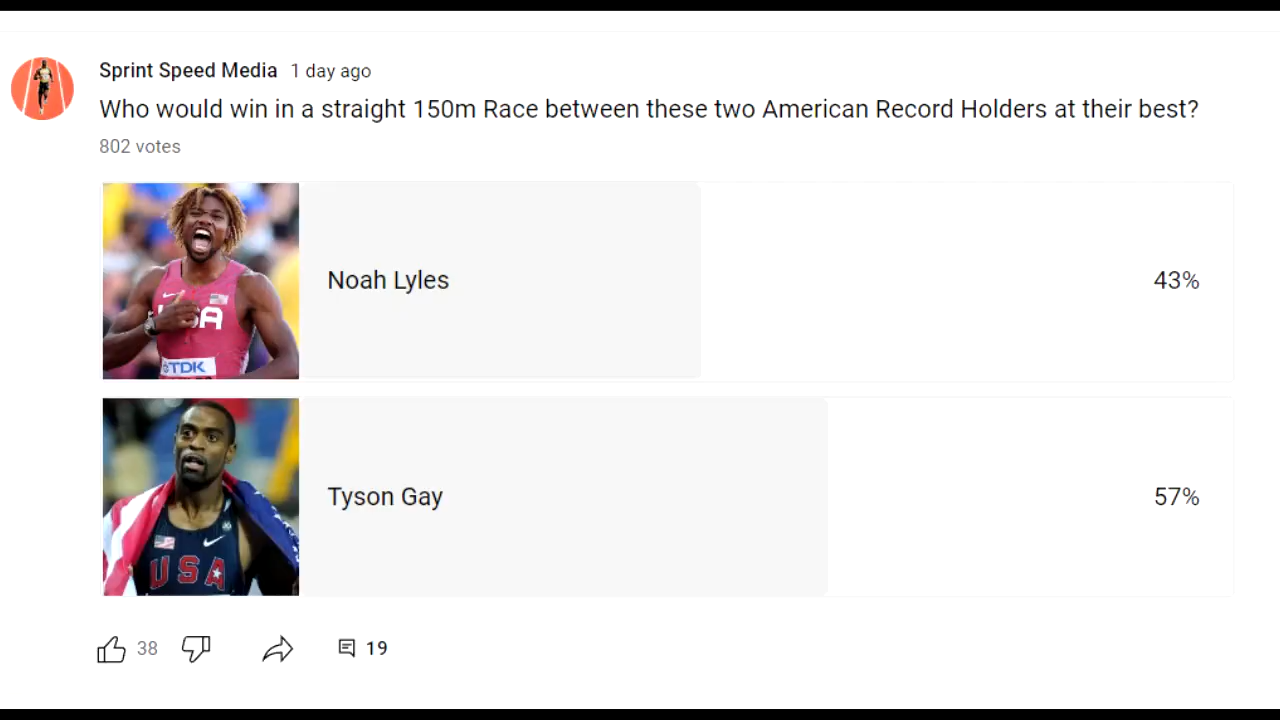 Sprint Speed Media 1 day ago
Who would win in a straight 150m Race between these two American Record Holders at their best?
802 votes
USA
TDK
Noah Lyles
43%
USA
Tyson Gay
57%
38
19